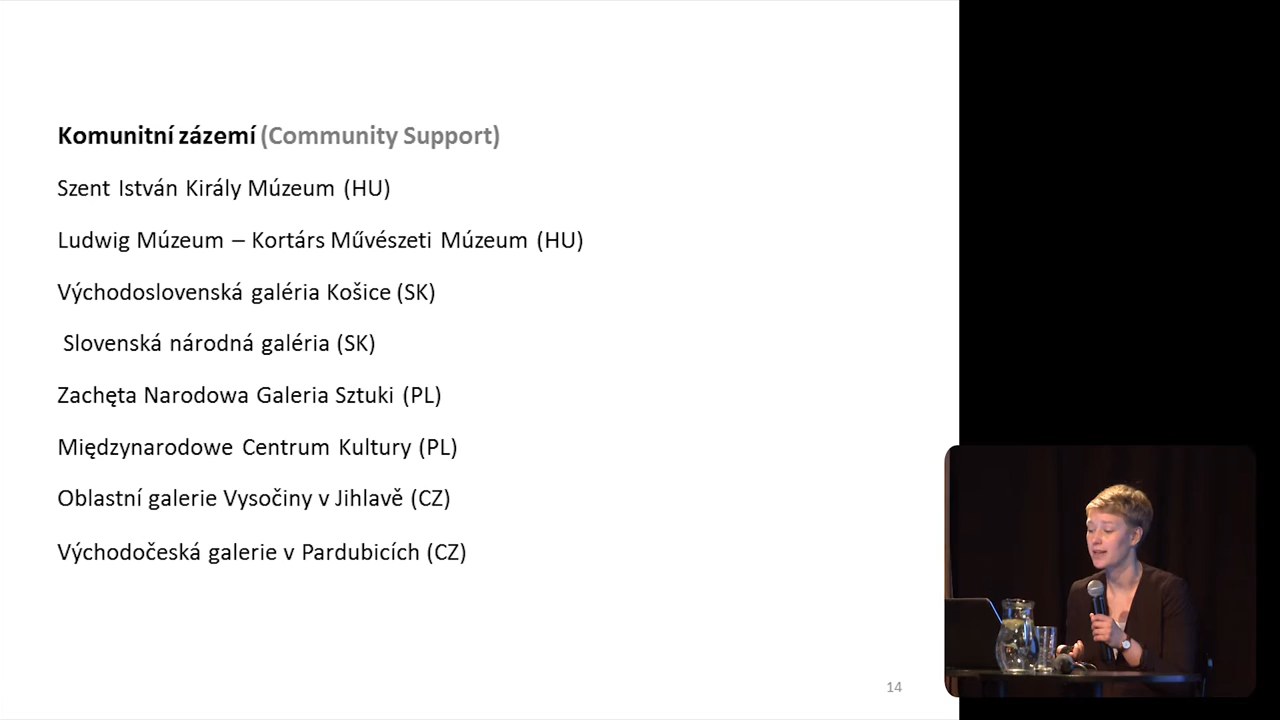 Komunitní zázemí (Community Support)
Szent István Király Múzeum (HU)
Ludwig Múzeum – Kortárs Művészeti Múzeum (HU)
Východoslovenská galéria Košice (SK)
Slovenská národná galéria (SK)
Zachęta Narodowa Galeria Sztuki (PL)
Międzynarodowe Centrum Kultury (PL)
Oblastní galerie Vysočiny v Jihlavě (CZ)
Východočeská galerie v Pardubicích (CZ)
14